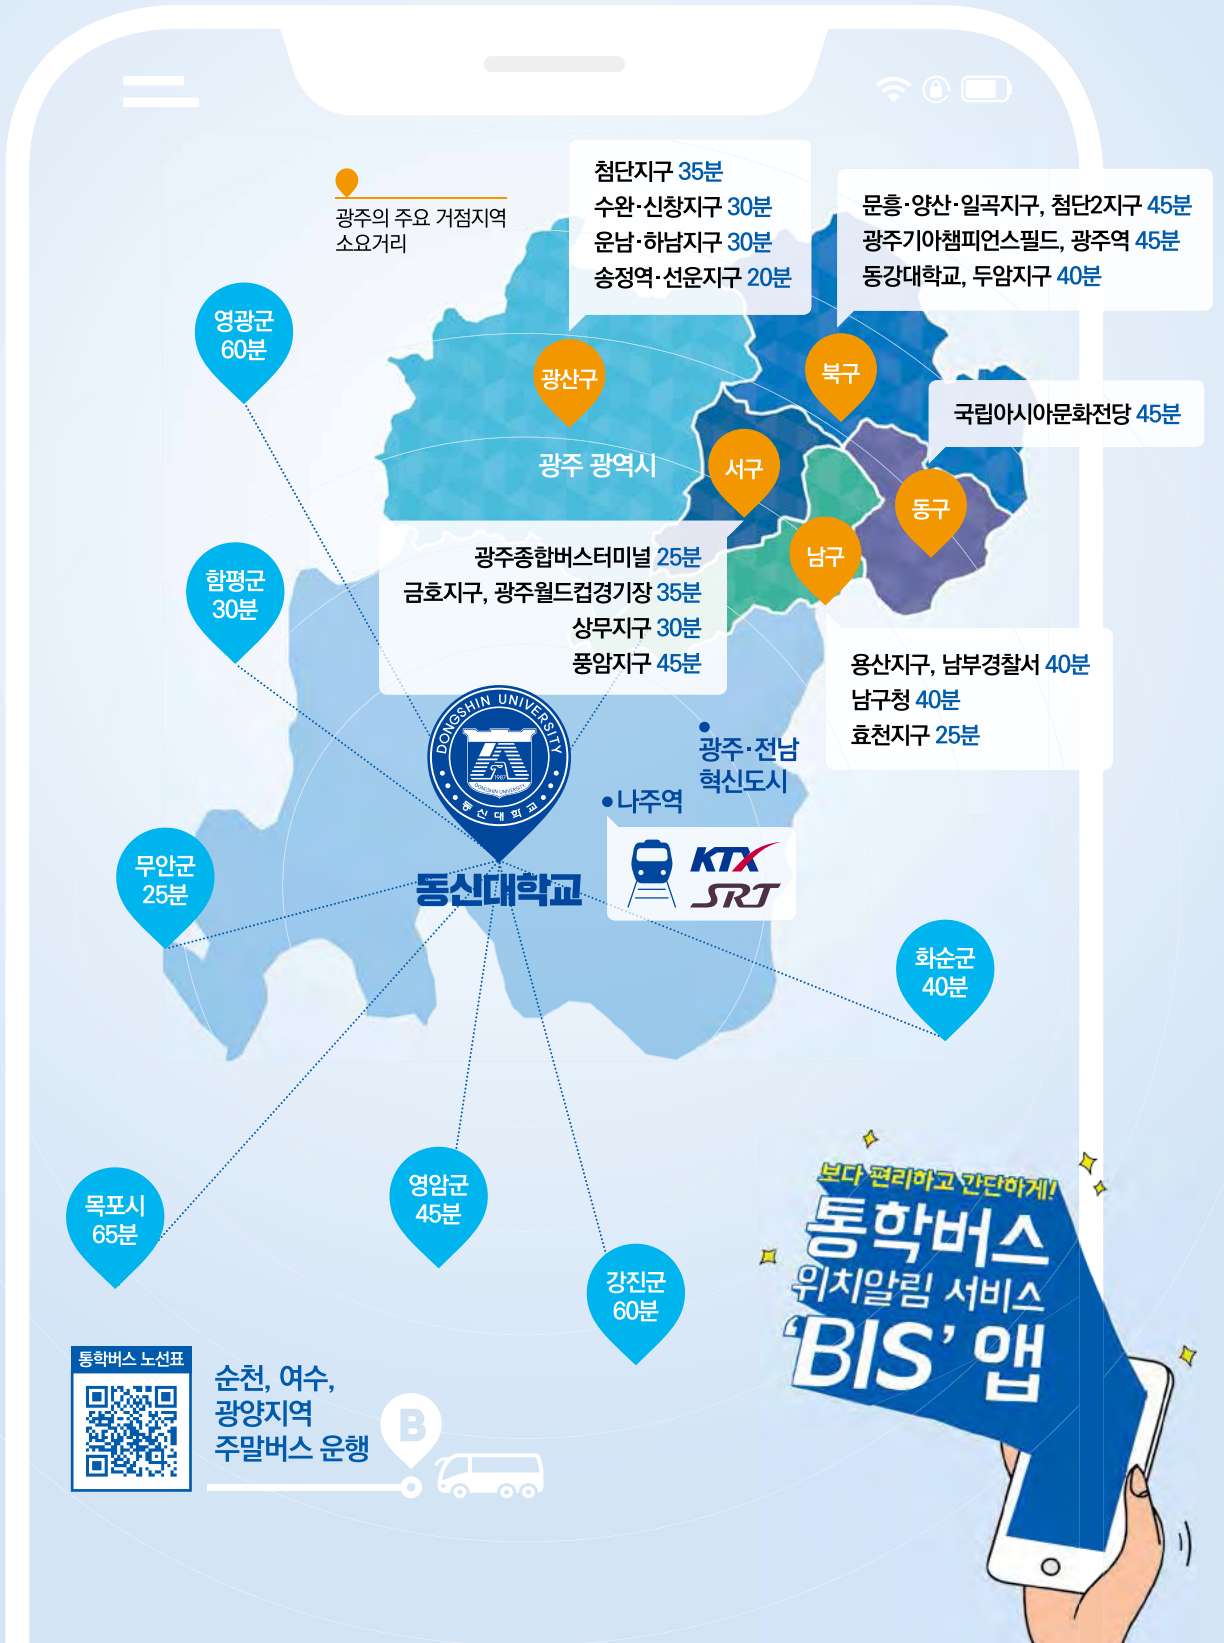 광주의 주요 거점지역
소요거리
첨단지구 35분
수완·신창지구 30분
운남·하남지구 30분
송정역·선운지구 20분
문흥·양산·일곡지구, 첨단2지구 45분
광주기아챔피언스필드, 광주역 45분
동강대학교, 두암지구 40분
영광군
60분
광산구
북구
국립아시아문화전당 45분
광주 광역시
서구
동구
남구
광주종합버스터미널 25분
금호지구, 광주월드컵경기장 35분
상무지구 30분
풍암지구 45분
함평군
30분
용산지구, 남부경찰서 40분
남구청 40분
효천지구 25분
DONGSHIN UNIVERSITY
1987
DONGSHIN UNIVERSITY
동신대학교
동신대학교
광주·전남
혁신도시
나주역
KTX
SRT
무안군
25분
화순군
40분
목포시
65분
영암군
45분
강진군
60분
보다 편리하고 간단하게!
통학버스
위치알림 서비스
'BIS' 앱
통학버스 노선표
순천, 여수,
광양지역
주말버스 운행
B